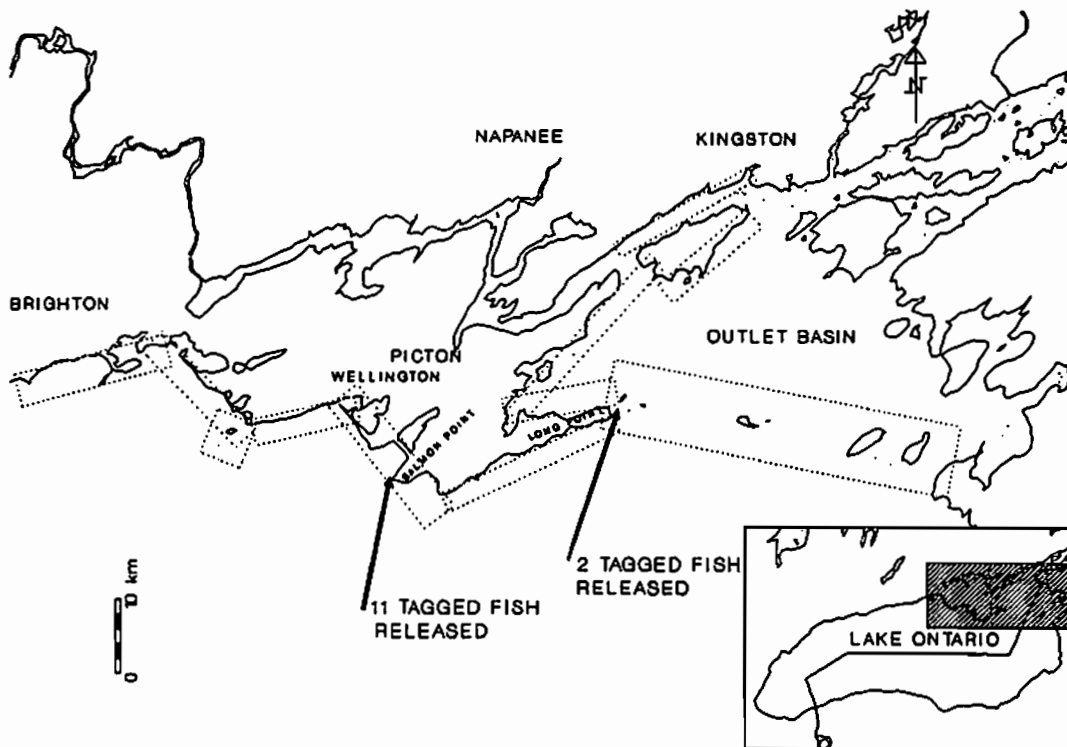 NAPANEE
KINGSTON
N
BRIGHTON
OUTLET BASIN
PICTON
WELLINGTON
SALMON POINT
LONG POINT
2 TAGGED FISH
RELEASED
11 TAGGED FISH
RELEASED
10 km
0
LAKE ONTARIO